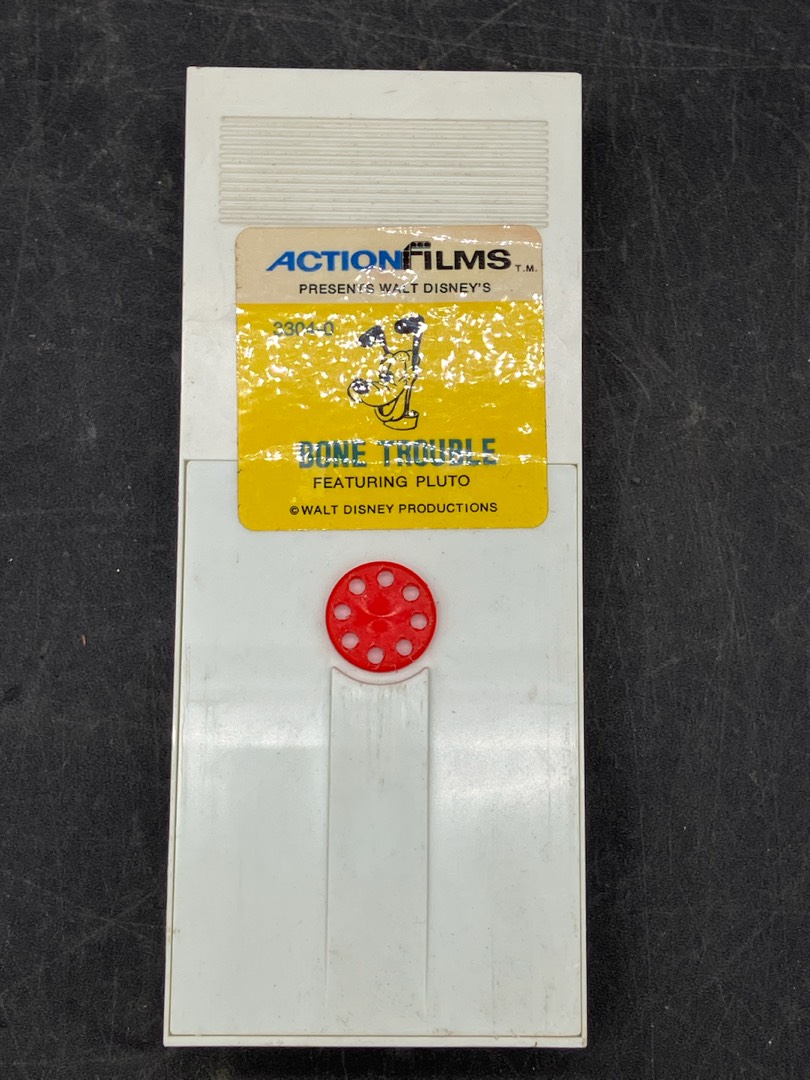 ACTIONFILMS T.M.
PRESENTS WALT DISNEY'S
3304-0
BONE TROUBLE
FEATURING PLUTO
©WALT DISNEY PRODUCTIONS